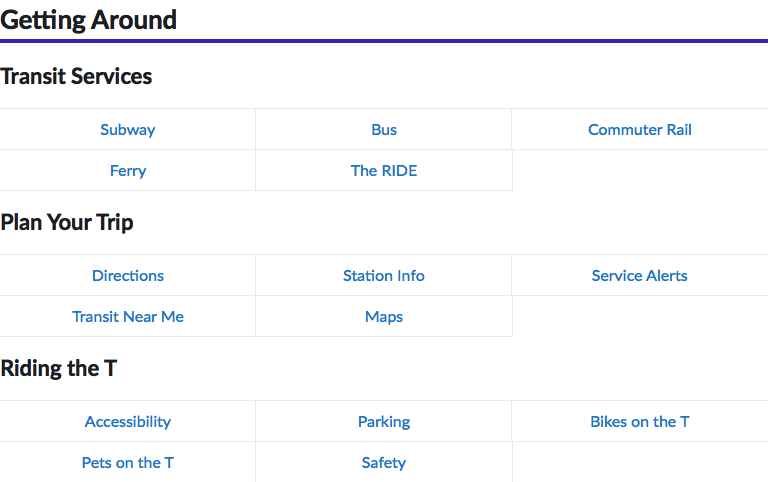 Getting Around
Transit Services
Subway Bus Commuter Rail
Ferry The RIDE
Plan Your Trip
Directions Station Info Service Alerts
Transit Near Me Maps
Riding the T
Accessibility Parking Bikes on the T
Pets on the T Safety